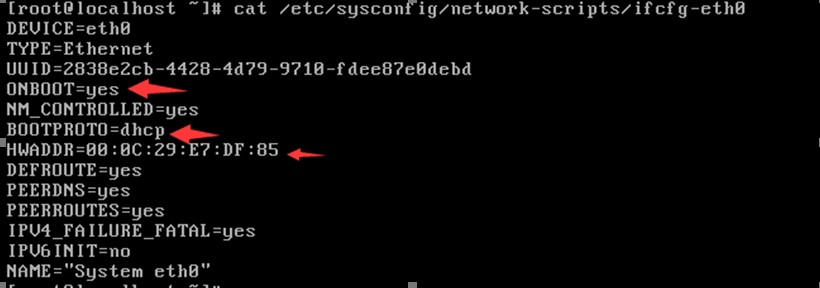 [root@localhost ~]# cat /etc/sysconfig/network-scripts/ifcfg-eth0
DEVICE=eth0
TYPE=Ethernet
UUID=2838e2cb-4428-4d79-9710-fdee87e0debd
ONBOOT=yes
NM_CONTROLLED=yes
BOOTPROTO=dhcp
HWADDR=00:0C:29:E7:DF:85
DEFROUTE=yes
PEERDNS=yes
PEERROUTES=yes
IPV4_FAILURE_FATAL=yes
IPV6INIT=no
NAME="System eth0"